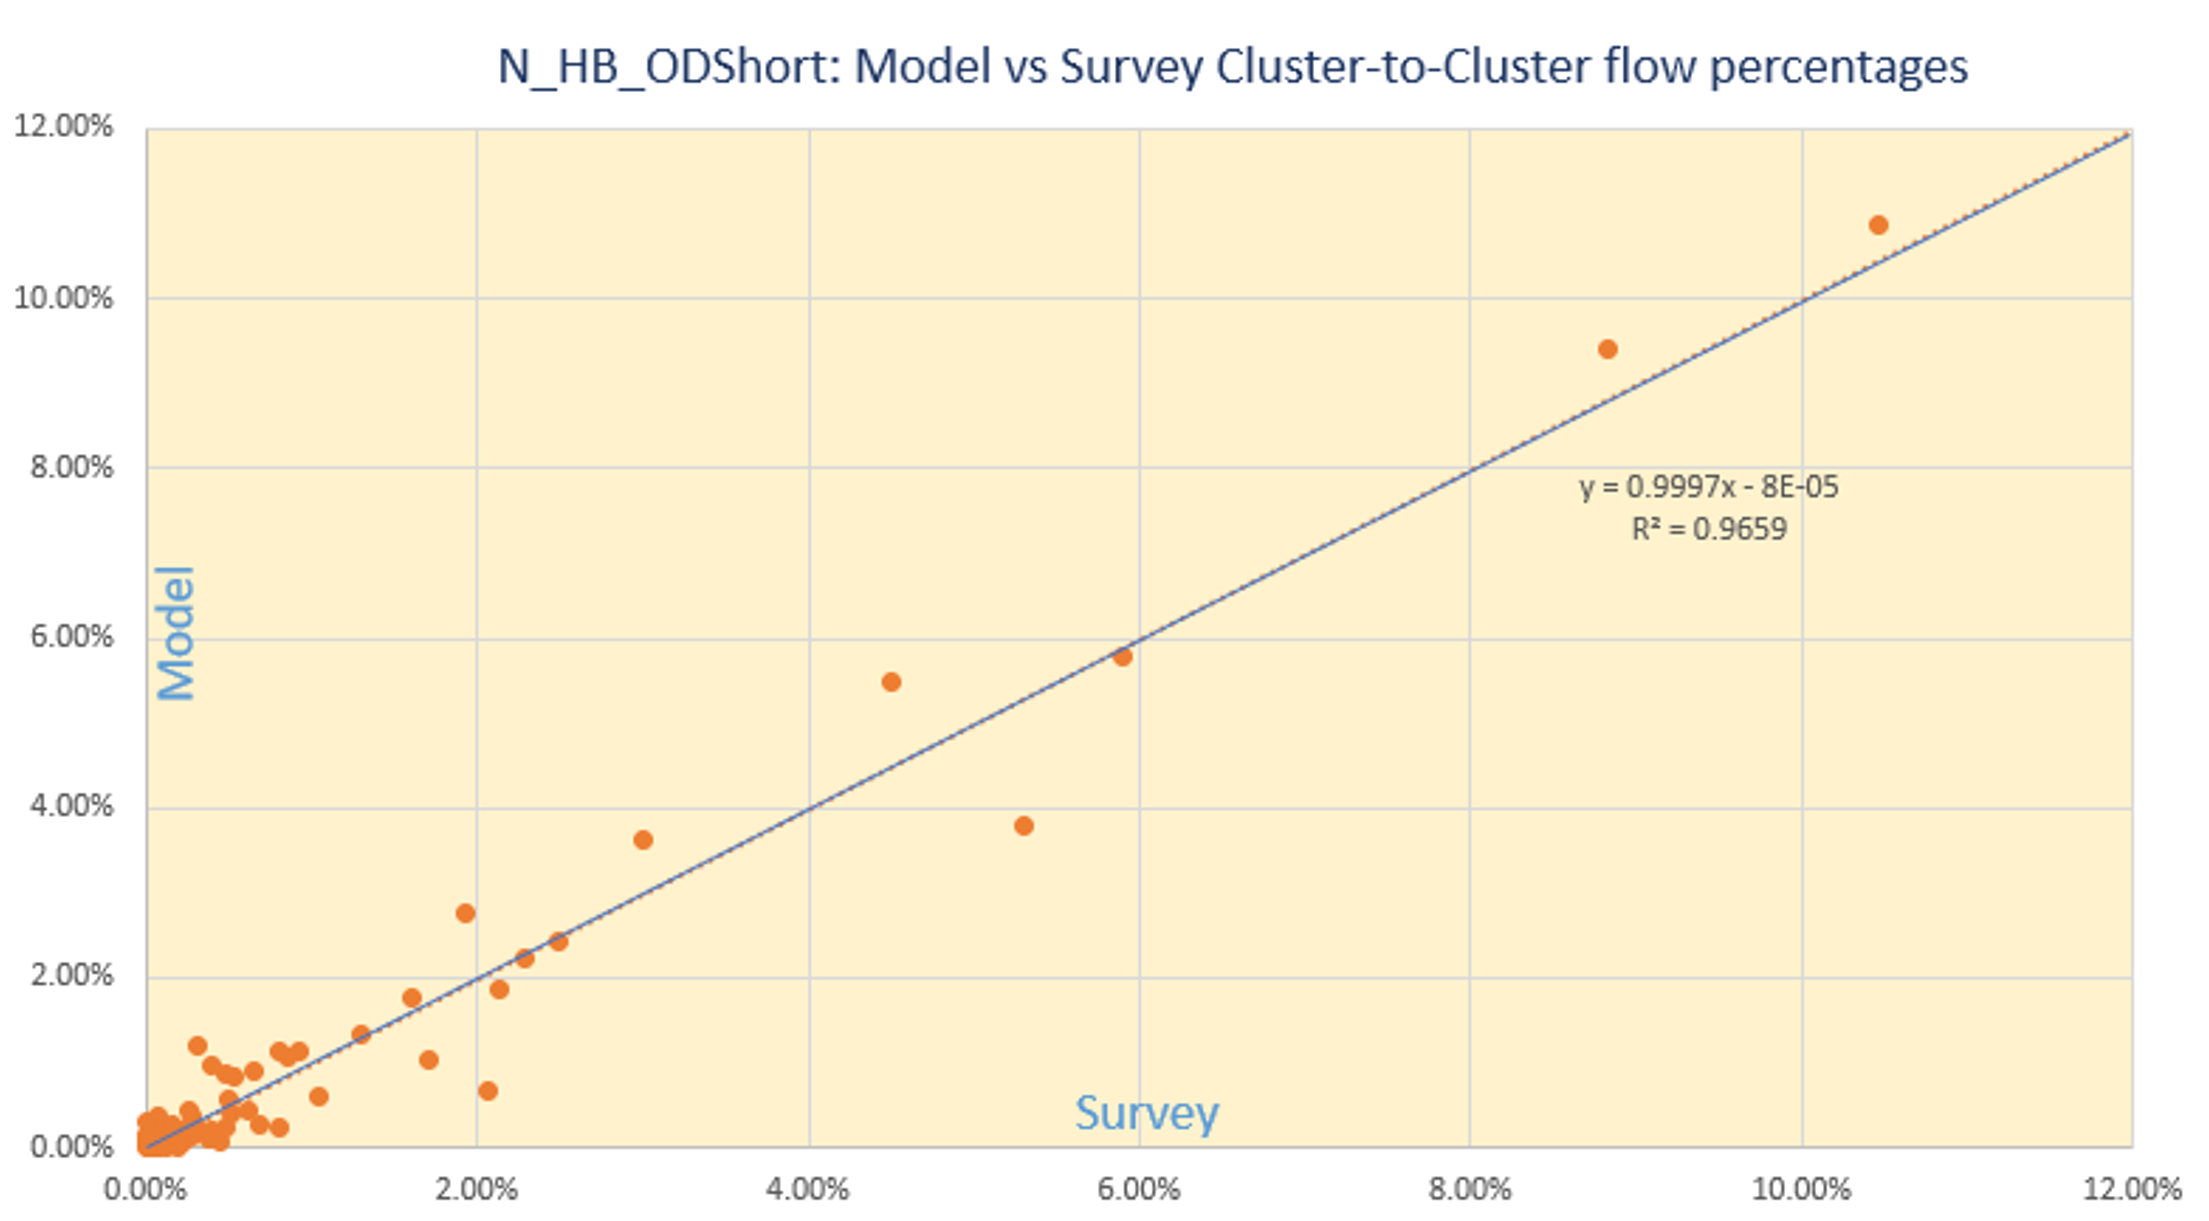 N_HB_ODShort: Model vs Survey Cluster-to-Cluster flow percentages
12.00%
10.00%
8.00%
y = 0.9997x - 8E-05
R² = 0.9659
6.00%
Model
4.00%
2.00%
Survey
0.00%
0.00% 2.00% 4.00% 6.00% 8.00% 10.00% 12.00%